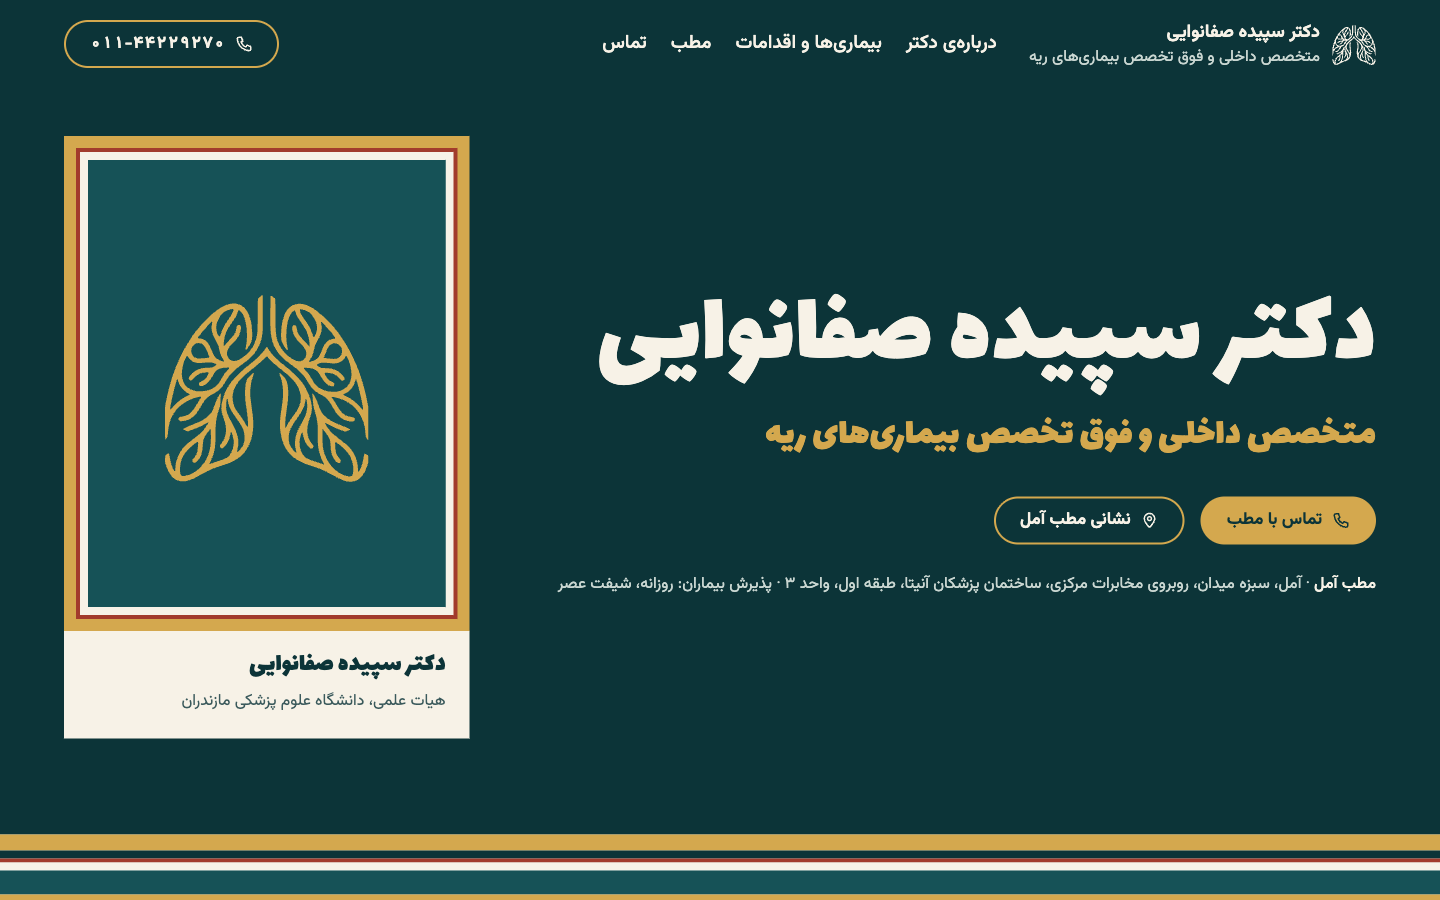 دکتر سپیده صفانوایی
متخصص داخلی و فوق تخصص بیماری‌های ریه
درباره‌ی دکتر
بیماری‌ها و اقدامات
مطب
تماس
۰۱۱-۴۴۲۲۹۲۷۰
دکتر سپیده صفانوایی
متخصص داخلی و فوق تخصص بیماری‌های ریه
تماس با مطب
نشانی مطب آمل
مطب آمل · آمل، سبزه میدان، روبروی مخابرات مرکزی، ساختمان پزشکان آنیتا، طبقه اول، واحد ۳ · پذیرش بیماران: روزانه، شیفت عصر
دکتر سپیده صفانوایی
هیات علمی، دانشگاه علوم پزشکی مازندران